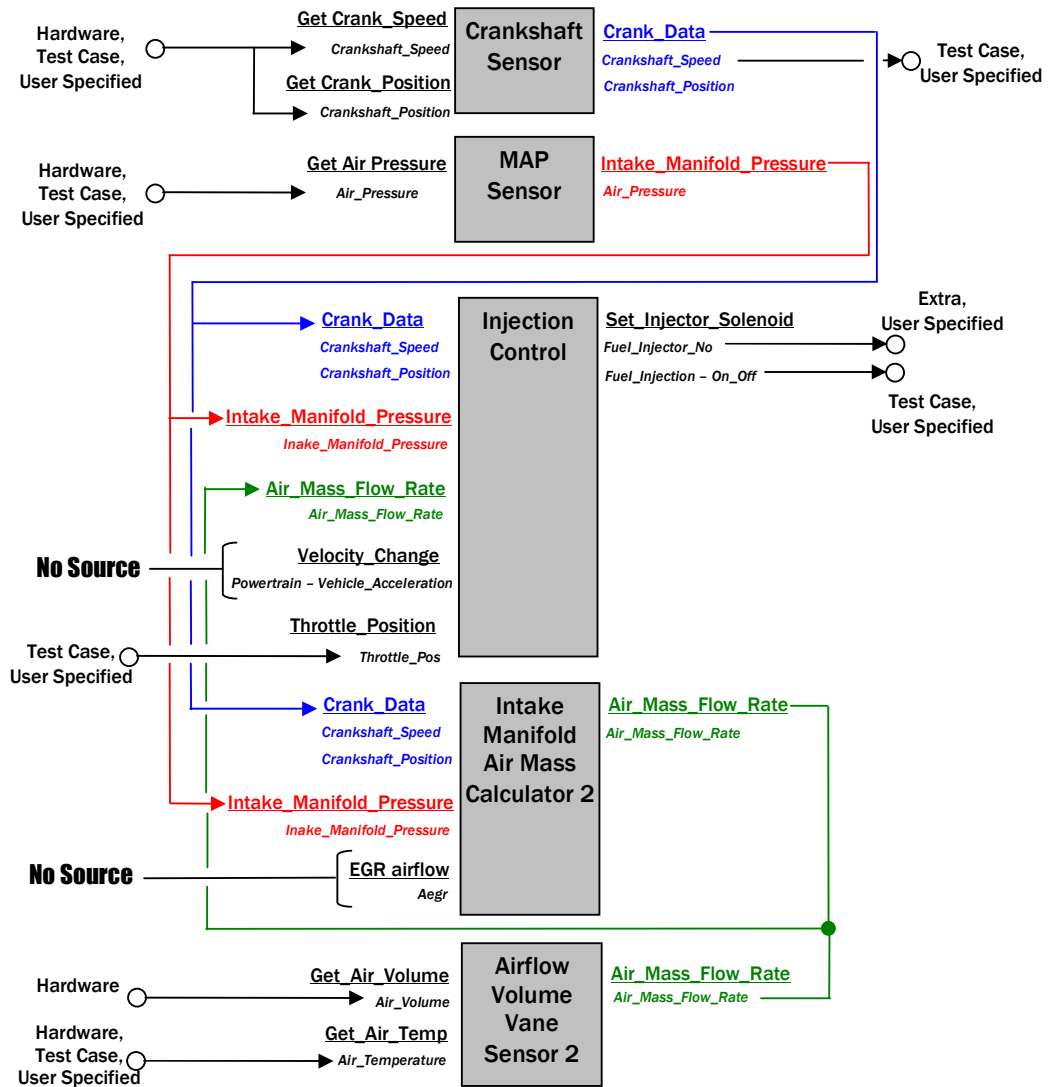 Hardware,
Test Case,
User Specified
Get Crank_Speed
Crankshaft_Speed
Get Crank_Position
Crankshaft_Position
Crankshaft
Sensor
Crank_Data
Crankshaft_Speed
Crankshaft_Position
Test Case,
User Specified
Hardware,
Test Case,
User Specified
Get Air Pressure
Air_Pressure
MAP
Sensor
Intake_Manifold_Pressure
Air_Pressure
Crank_Data
Crankshaft_Speed
Crankshaft_Position
Intake_Manifold_Pressure
Inake_Manifold_Pressure
Air_Mass_Flow_Rate
Air_Mass_Flow_Rate
No Source
Velocity_Change
Powertrain – Vehicle_Acceleration
Throttle_Position
Throttle_Pos
Test Case,
User Specified
Injection
Control
Set_Injector_Solenoid
Fuel_Injector_No
Fuel_Injection – On_Off
Extra,
User Specified
Test Case,
User Specified
Crank_Data
Crankshaft_Speed
Crankshaft_Position
Intake_Manifold_Pressure
Inake_Manifold_Pressure
No Source
EGR airflow
Aegr
Intake
Manifold
Air Mass
Calculator 2
Air_Mass_Flow_Rate
Air_Mass_Flow_Rate
Hardware
Get_Air_Volume
Air_Volume
Hardware,
Test Case,
User Specified
Get_Air_Temp
Air_Temperature
Airflow
Volume
Vane
Sensor 2
Air_Mass_Flow_Rate
Air_Mass_Flow_Rate